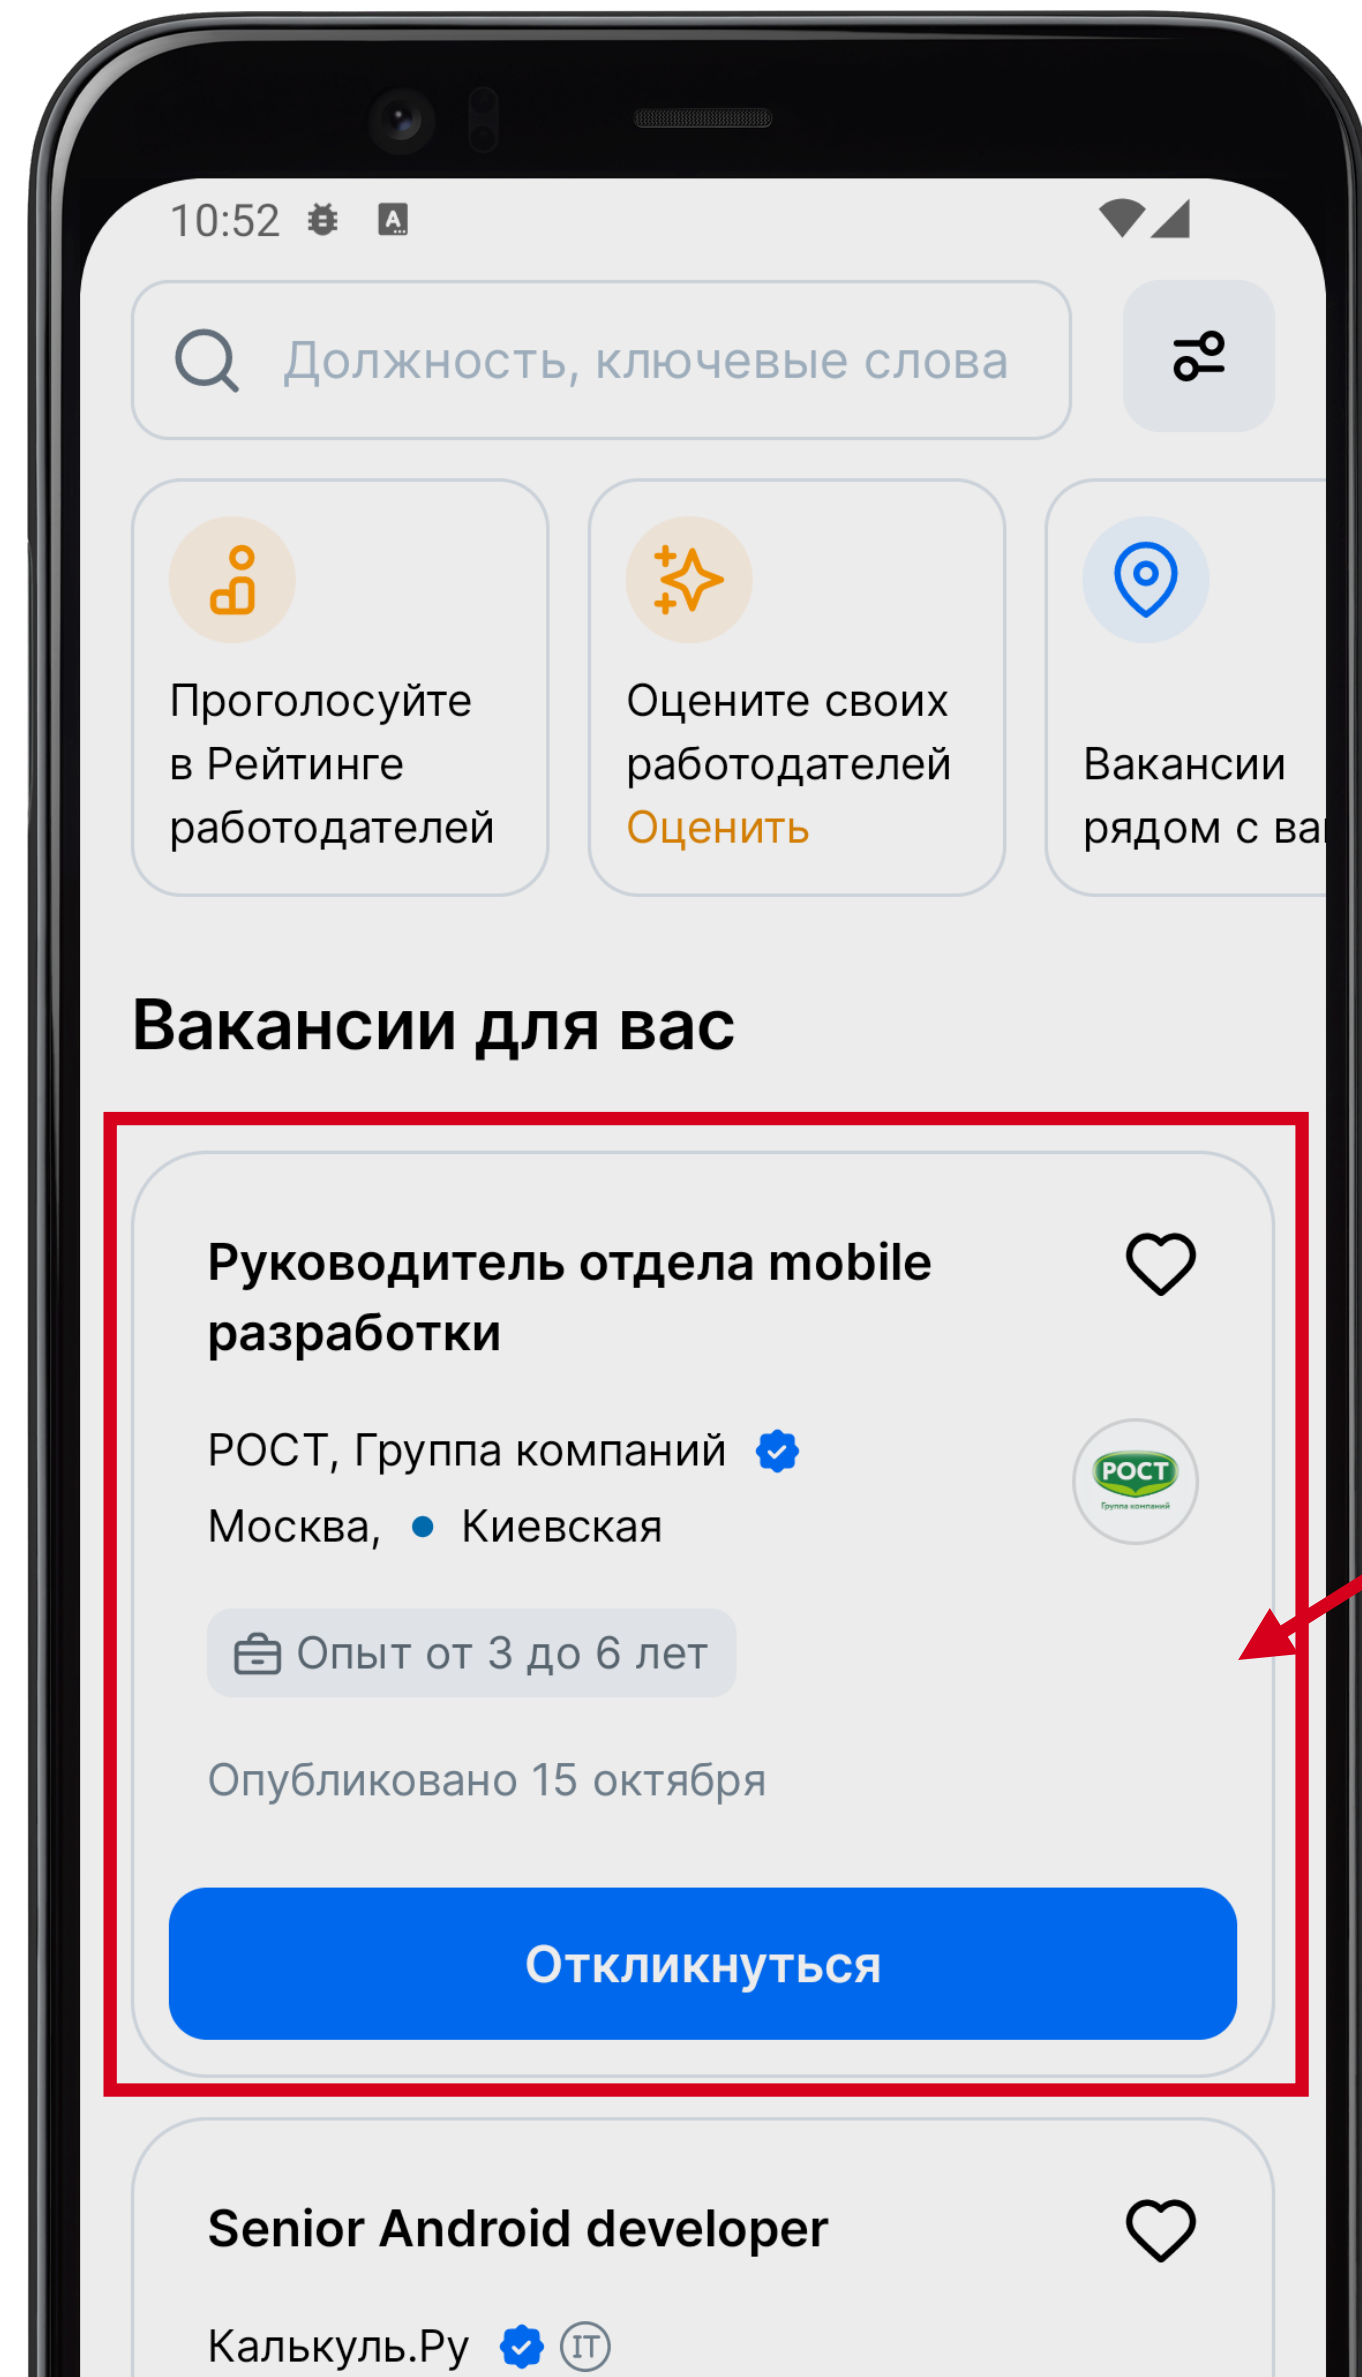 10:52
Должность, ключевые слова
Проголосуйте
в Рейтинге
работодателей
Оцените своих
работодателей
Оценить
Вакансии
рядом с ва
Вакансии для вас
Руководитель отдела mobile
разработки
РОСТ, Группа компаний
Москва, • Киевская
РОСТ
Группа компаний
Опыт от 3 до 6 лет
Опубликовано 15 октября
Откликнуться
Senior Android developer
Калькуль.Ру IT